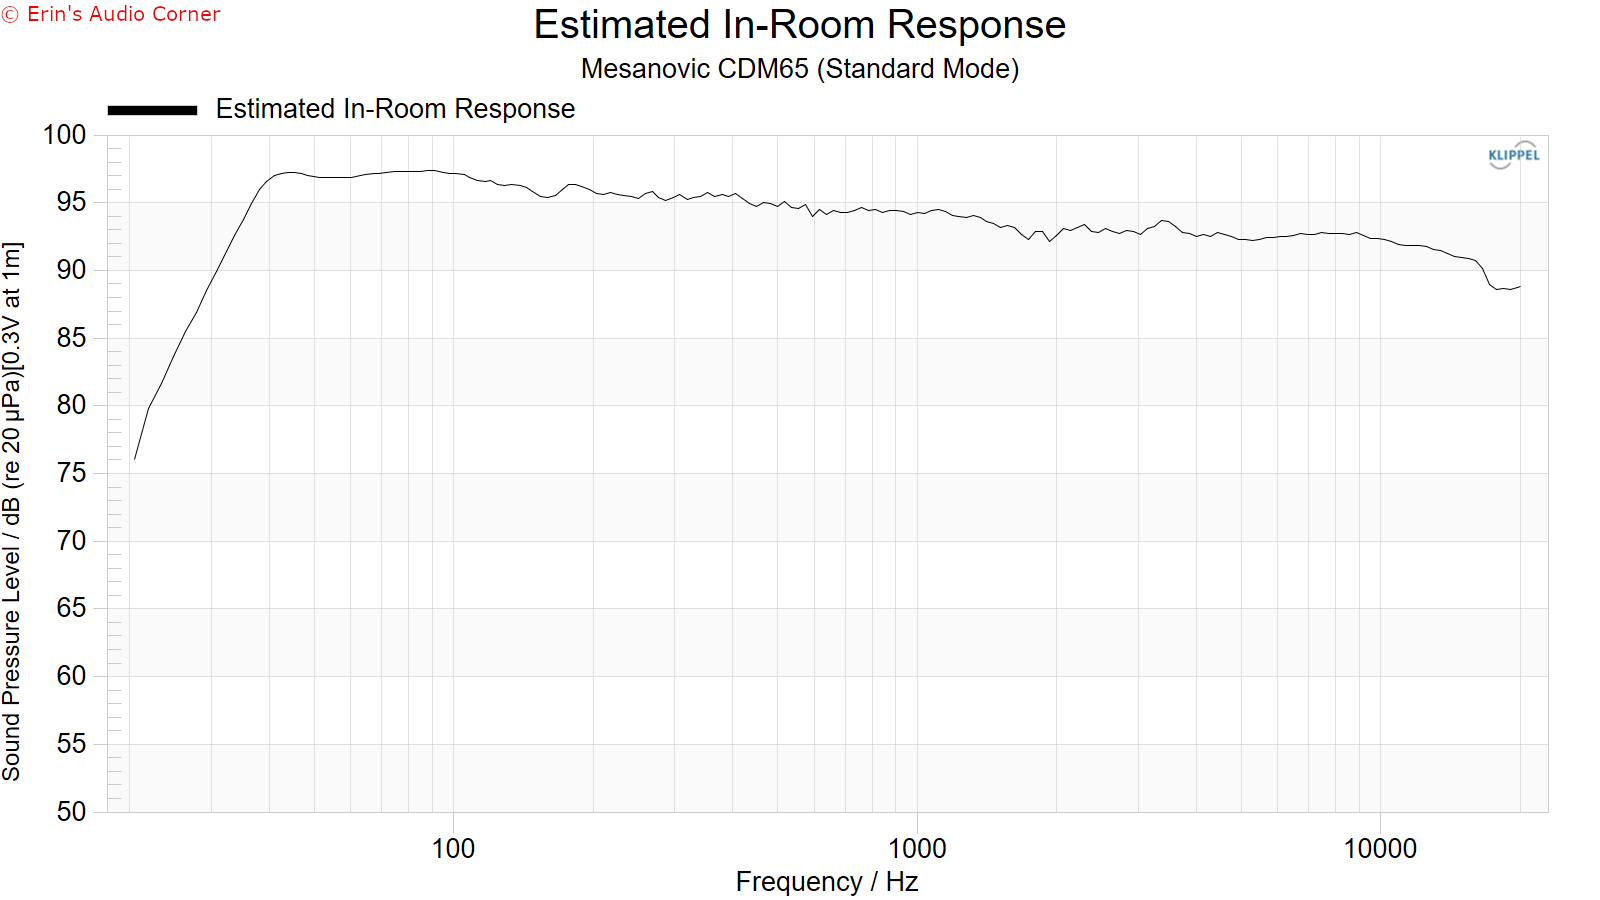 © Erin's Audio Corner
Estimated In-Room Response
Mesanovic CDM65 (Standard Mode)
Estimated In-Room Response
KLIPPEL
100
95
90
85
80
75
70
65
60
55
50
Sound Pressure Level / dB (re 20 µPa)[0.3V at 1m]
100
1000
10000
Frequency / Hz